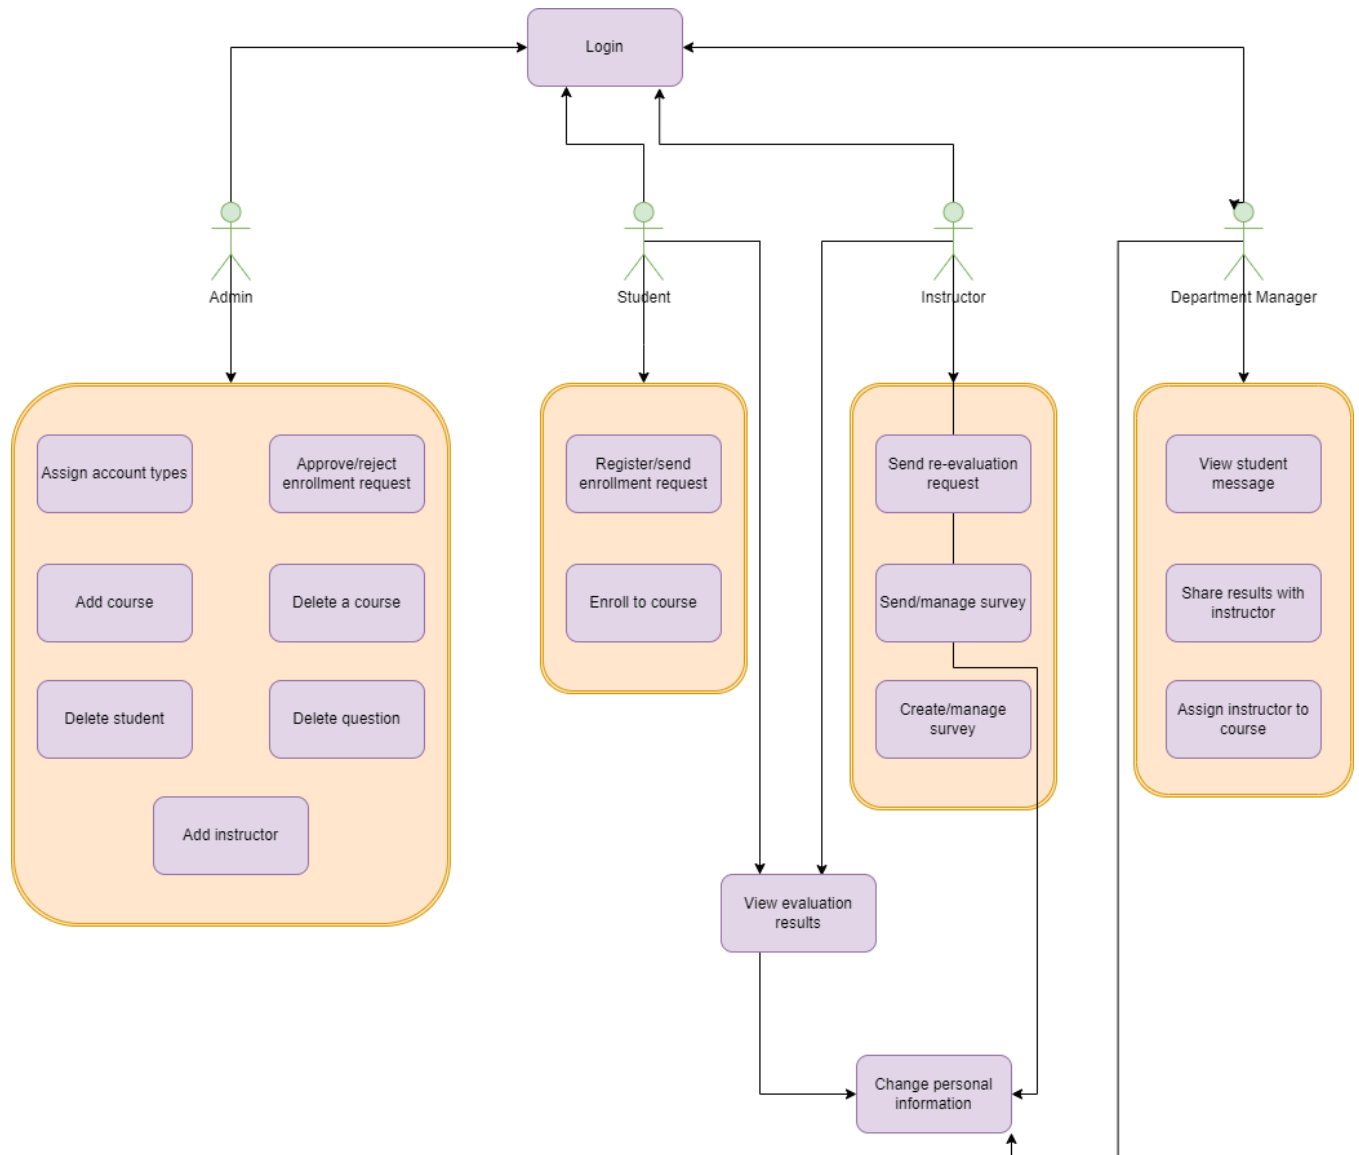 Login
Admin
Student
Instructor
Department Manager
Assign account types
Approve/reject
enrollment request
Register/send
enrollment request
Send re-evaluation
request
View student
message
Add course
Delete a course
Enroll to course
Send/manage survey
Share results with
instructor
Delete student
Delete question
Create/manage
survey
Assign instructor to
course
Add instructor
View evaluation
results
Change personal
information